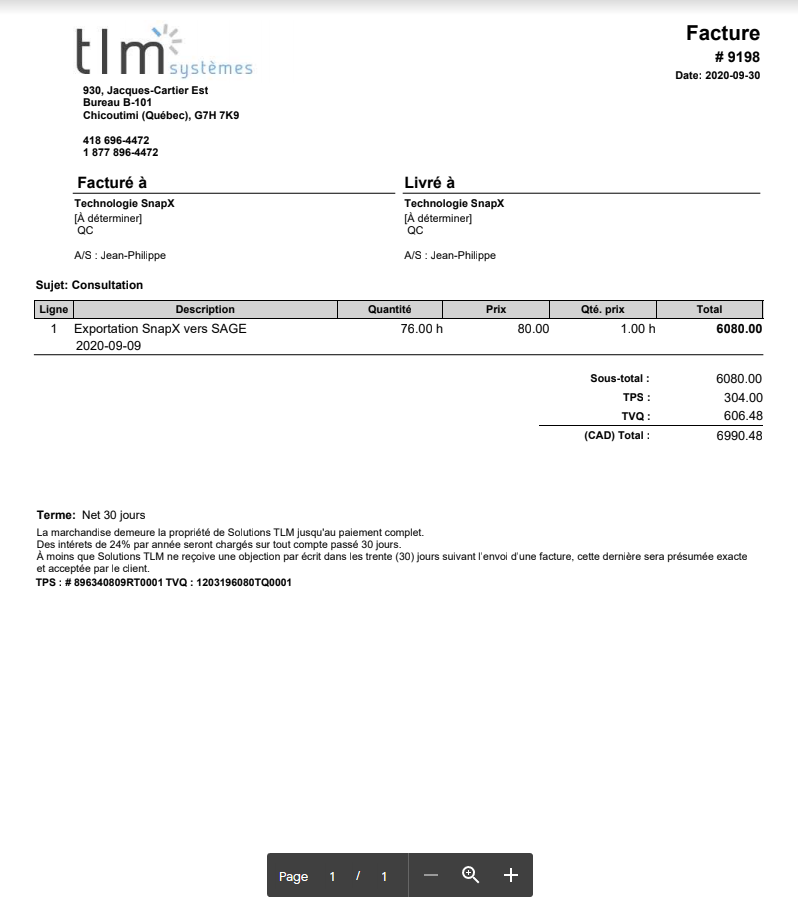 tlm systèmes
Facture
# 9198
Date: 2020-09-30
930, Jacques-Cartier Est
Bureau B-101
Chicoutimi (Québec), G7H 7K9
418 696-4472
1 877 896-4472
Facturé à
Technologie SnapX
[À déterminer]
QC
A/S : Jean-Philippe
Livré à
Technologie SnapX
[À déterminer]
QC
A/S : Jean-Philippe
Sujet: Consultation
Ligne Description Quantité Prix Qté. prix Total
1 Exportation SnapX vers SAGE 76.00 h 80.00 1.00 h 6080.00
2020-09-09
Sous-total : 6080.00
TPS : 304.00
TVQ : 606.48
(CAD) Total : 6990.48
Terme: Net 30 jours
La marchandise demeure la propriété de Solutions TLM jusqu'au paiement complet.
Des intérets de 24% par année seront chargés sur tout compte passé 30 jours.
À moins que Solutions TLM ne reçoive une objection par écrit dans les trente (30) jours suivant l'envoi d'une facture, cette dernière sera présumée exacte
et acceptée par le client.
TPS : # 896340809RT0001 TVQ : 1203196080TQ0001
Page 1 / 1